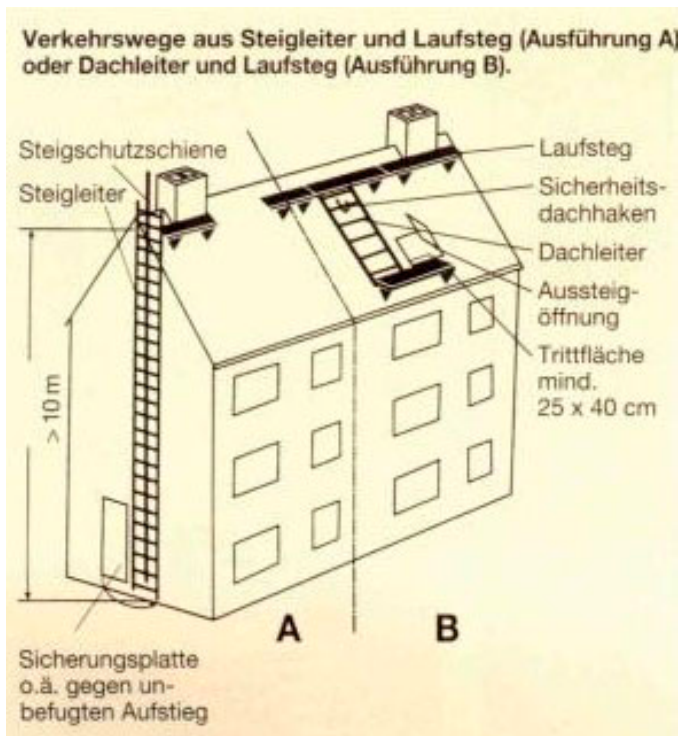 Verkehrswege aus Steigleiter und Laufsteg (Ausführung A)
oder Dachleiter und Laufsteg (Ausführung B).
Steigschutzschiene
Steigleiter
> 10 m
Sicherungsplatte
o.ä. gegen un-
befugten Aufstieg
A
B
Laufsteg
Sicherheits-
dachhaken
Dachleiter
Aussteig-
öffnung
Trittfläche
mind.
25 x 40 cm